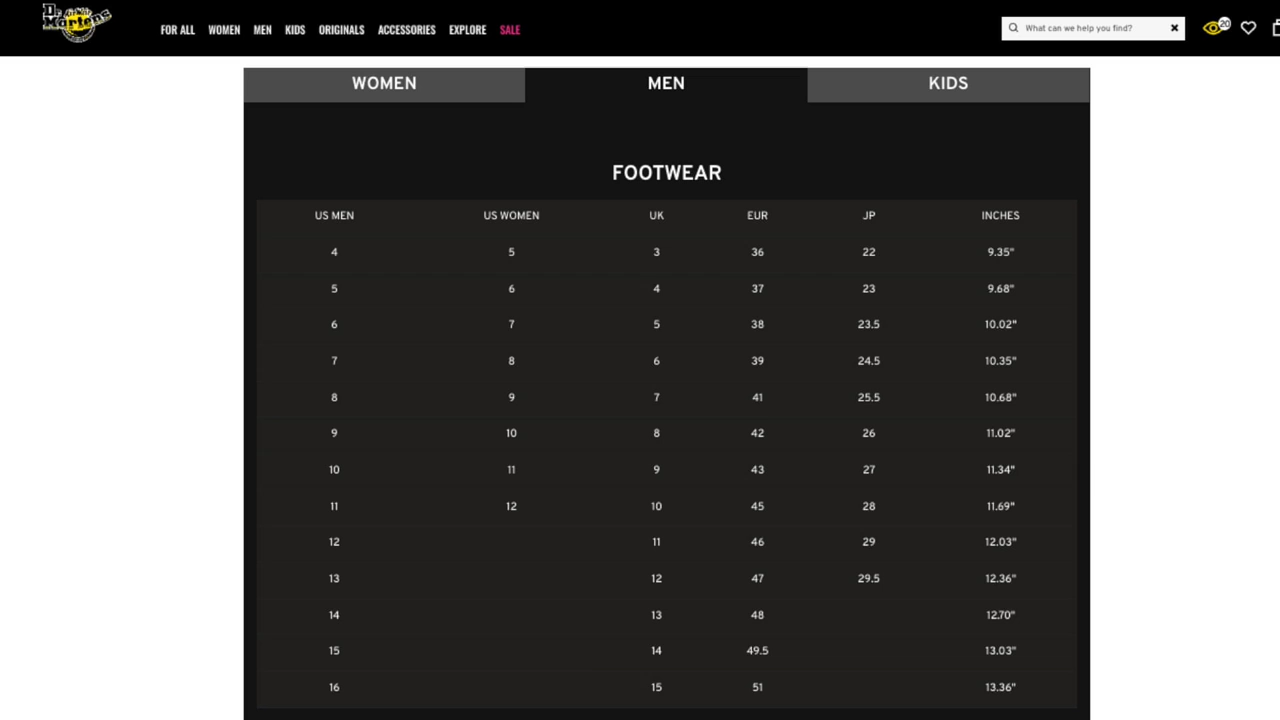 Dr. Martens
FOR ALL WOMEN MEN KIDS ORIGINALS ACCESSORIES EXPLORE SALE What can we help you find? 20
WOMEN MEN KIDS
FOOTWEAR
US MEN US WOMEN UK EUR JP INCHES
4 5 3 36 22 9.35"
5 6 4 37 23 9.68"
6 7 5 38 23.5 10.02"
7 8 6 39 24.5 10.35"
8 9 7 41 25.5 10.68"
9 10 8 42 26 11.02"
10 11 9 43 27 11.34"
11 12 10 45 28 11.69"
12 11 46 29 12.03"
13 12 47 29.5 12.36"
14 13 48 12.70"
15 14 49.5 13.03"
16 15 51 13.36"